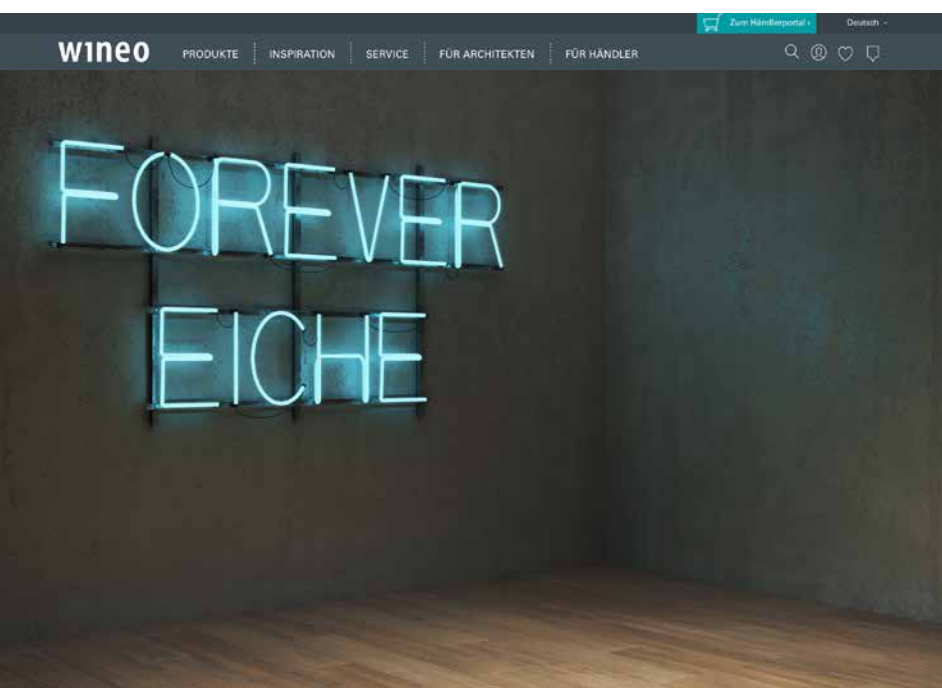 Zum Händlerportal ›
Deutsch
wineo
PRODUKTE
INSPIRATION
SERVICE
FÜR ARCHITEKTEN
FÜR HÄNDLER
FOREVER
EICHE